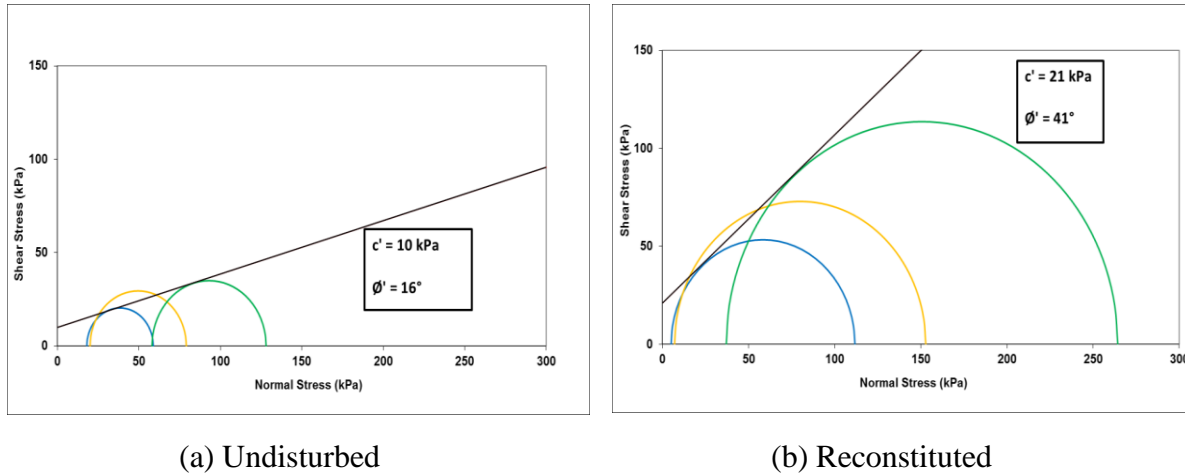 150
100
50
0
0
50
100
150
200
250
300
Shear Stress (kPa)
Normal Stress (kPa)
c' = 10 kPa
Ø' = 16°
(a) Undisturbed
150
100
50
0
0
50
100
150
200
250
300
Shear Stress (kPa)
Normal Stress (kPa)
c' = 21 kPa
Ø' = 41°
(b) Reconstituted